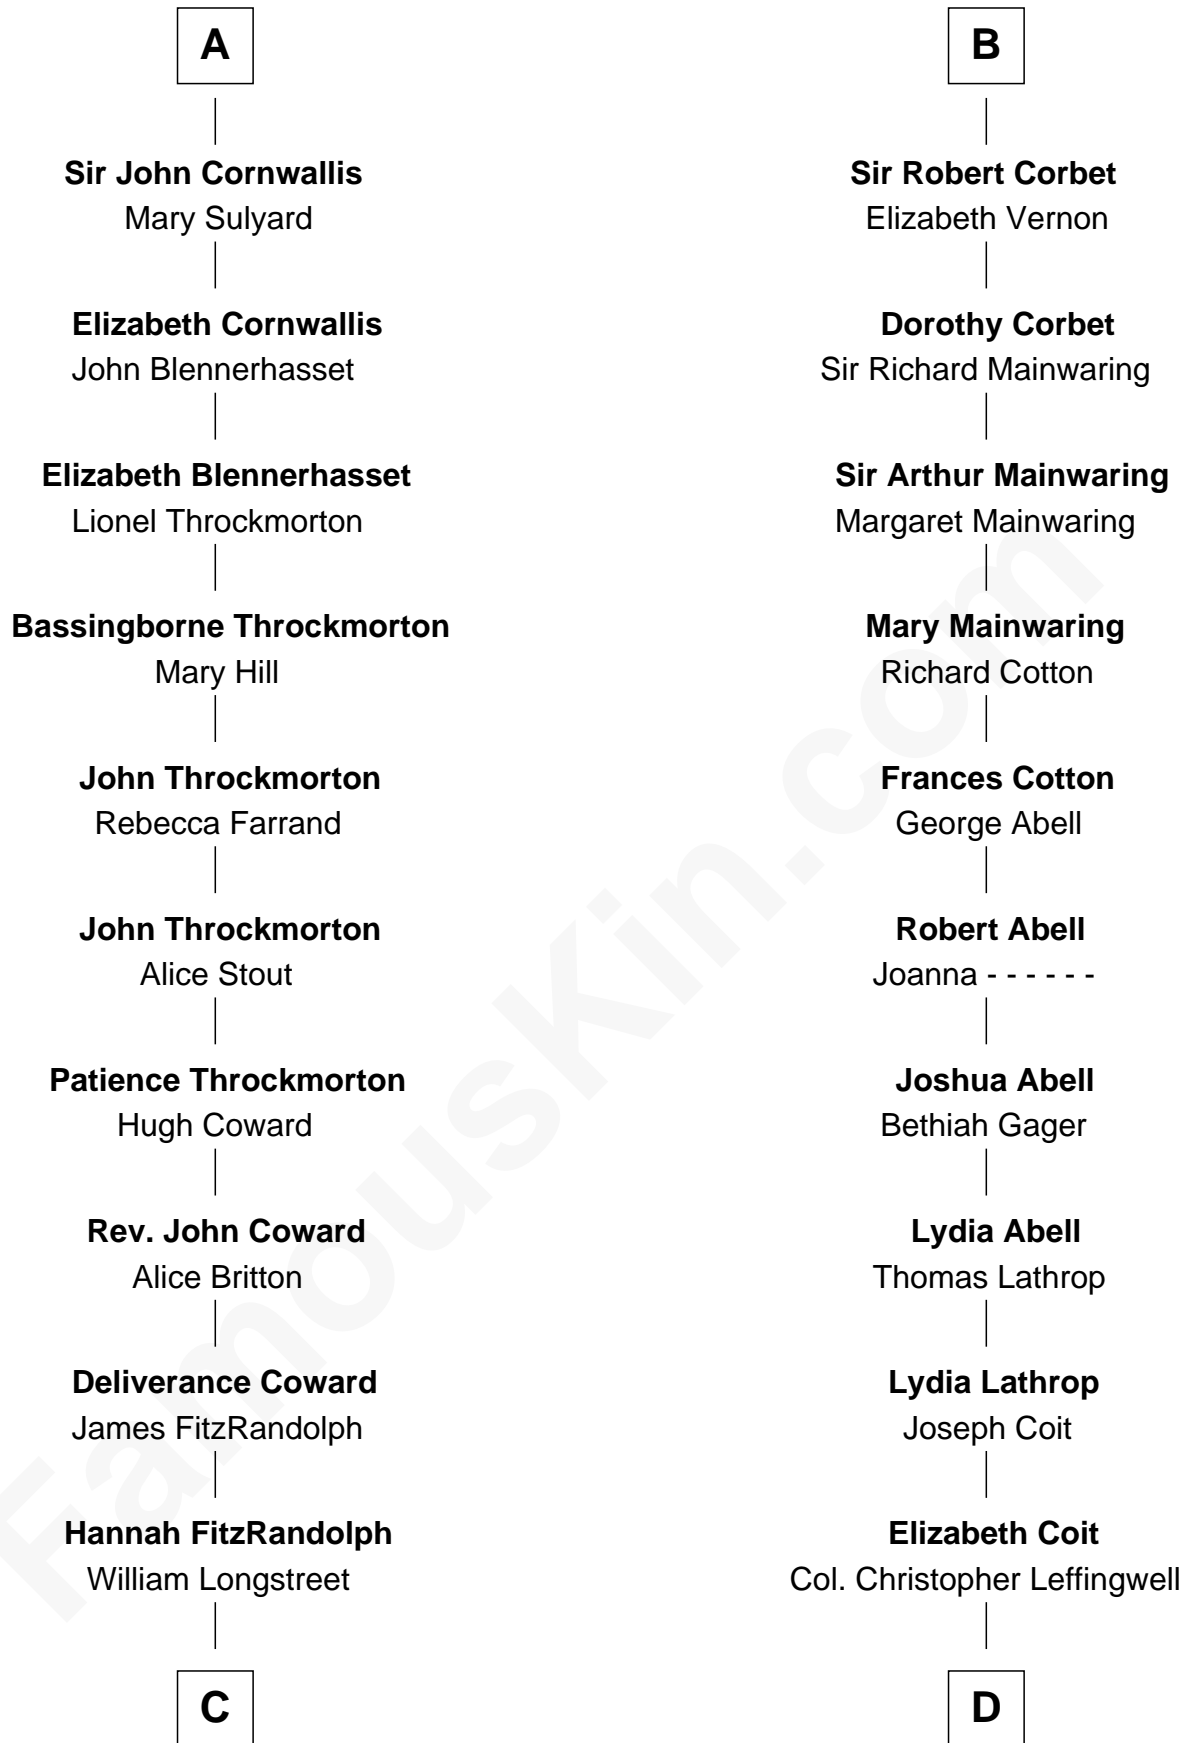 A
Sir John Cornwallis
Mary Sulyard
Elizabeth Cornwallis
John Blennerhasset
Elizabeth Blennerhasset
Lionel Throckmorton
Bassingborne Throckmorton
Mary Hill
John Throckmorton
Rebecca Farrand
John Throckmorton
Alice Stout
Patience Throckmorton
Hugh Coward
Rev. John Coward
Alice Britton
Deliverance Coward
James FitzRandolph
Hannah FitzRandolph
William Longstreet
C
B
Sir Robert Corbet
Elizabeth Vernon
Dorothy Corbet
Sir Richard Mainwaring
Sir Arthur Mainwaring
Margaret Mainwaring
Mary Mainwaring
Richard Cotton
Frances Cotton
George Abell
Robert Abell
Joanna - - - - - -
Joshua Abell
Bethiah Gager
Lydia Abell
Thomas Lathrop
Lydia Lathrop
Joseph Coit
Elizabeth Coit
Col. Christopher Leffingwell
D
FamousKin.com